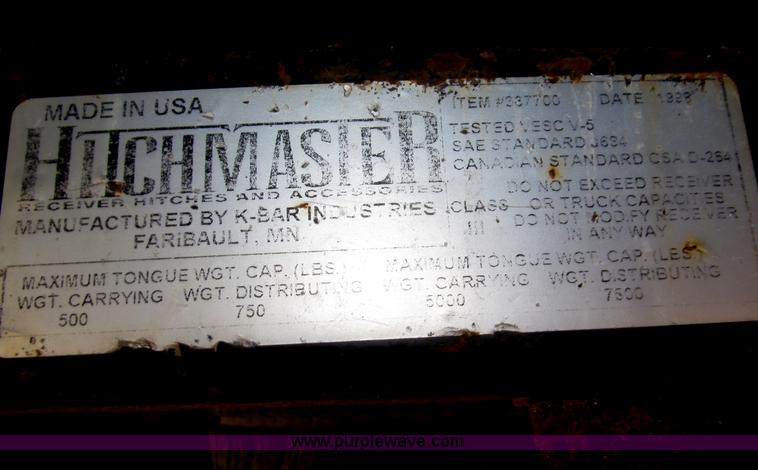 MADE IN USA
HITCHMASTER
RECEIVER HITCHES AND ACCESSORIES
MANUFACTURED BY K-BAR INDUSTRIES
FARIBAULT, MN
ITEM #337700 DATE 1998
TESTED VESC V-5
SAE STANDARD J684
CANADIAN STANDARD CSA D-264
CLASS III
DO NOT EXCEED RECEIVER
OR TRUCK CAPACITIES
DO NOT MODIFY RECEIVER
IN ANY WAY
MAXIMUM TONGUE WGT. CAP. (LBS.)
WGT. CARRYING WGT. DISTRIBUTING
500 750
MAXIMUM TONGUE WGT. CAP. (LBS.)
WGT. CARRYING WGT. DISTRIBUTING
5000 7500
www.purplewave.com